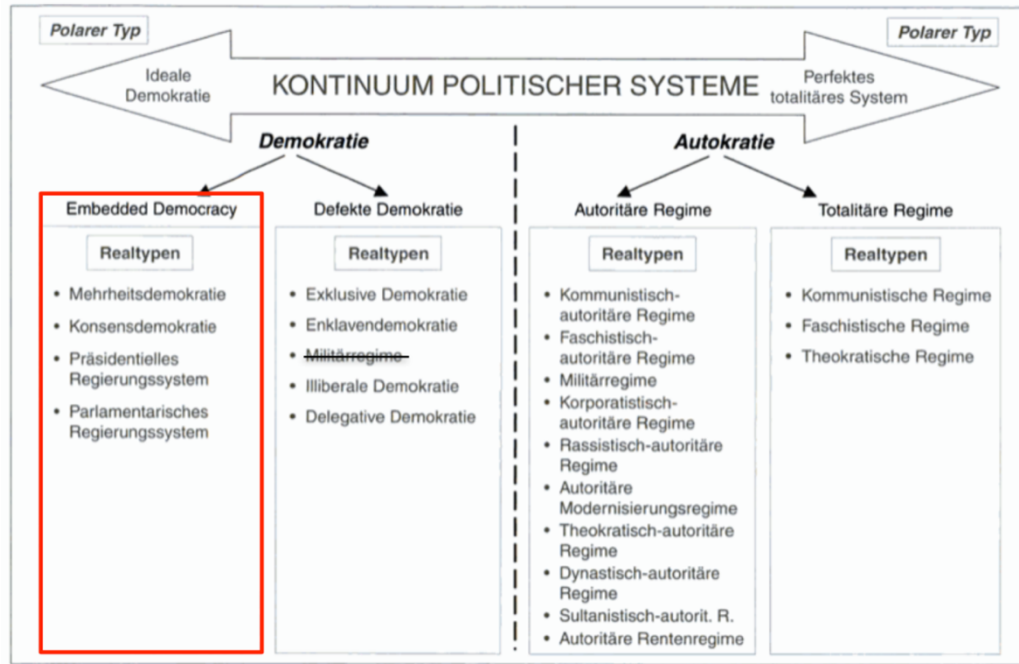 Polarer Typ
Polarer Typ
Ideale
Demokratie
KONTINUUM POLITISCHER SYSTEME
Perfektes
totalitäres System
Demokratie
Autokratie
Embedded Democracy
Realtypen
• Mehrheitsdemokratie
• Konsensdemokratie
• Präsidentielles
Regierungssystem
• Parlamentarisches
Regierungssystem
Defekte Demokratie
Realtypen
• Exklusive Demokratie
• Enklavendemokratie
• Militärregime
• Illiberale Demokratie
• Delegative Demokratie
Autoritäre Regime
Realtypen
• Kommunistisch-
autoritäre Regime
• Faschistisch-
autoritäre Regime
• Militärregime
• Korporatistisch-
autoritäre Regime
• Rassistisch-autoritäre
Regime
• Autoritäre
Modernisierungsregime
• Theokratisch-autoritäre
Regime
• Dynastisch-autoritäre
Regime
• Sultanistisch-autorit. R.
• Autoritäre Rentenregime
Totalitäre Regime
Realtypen
• Kommunistische Regime
• Faschistische Regime
• Theokratische Regime